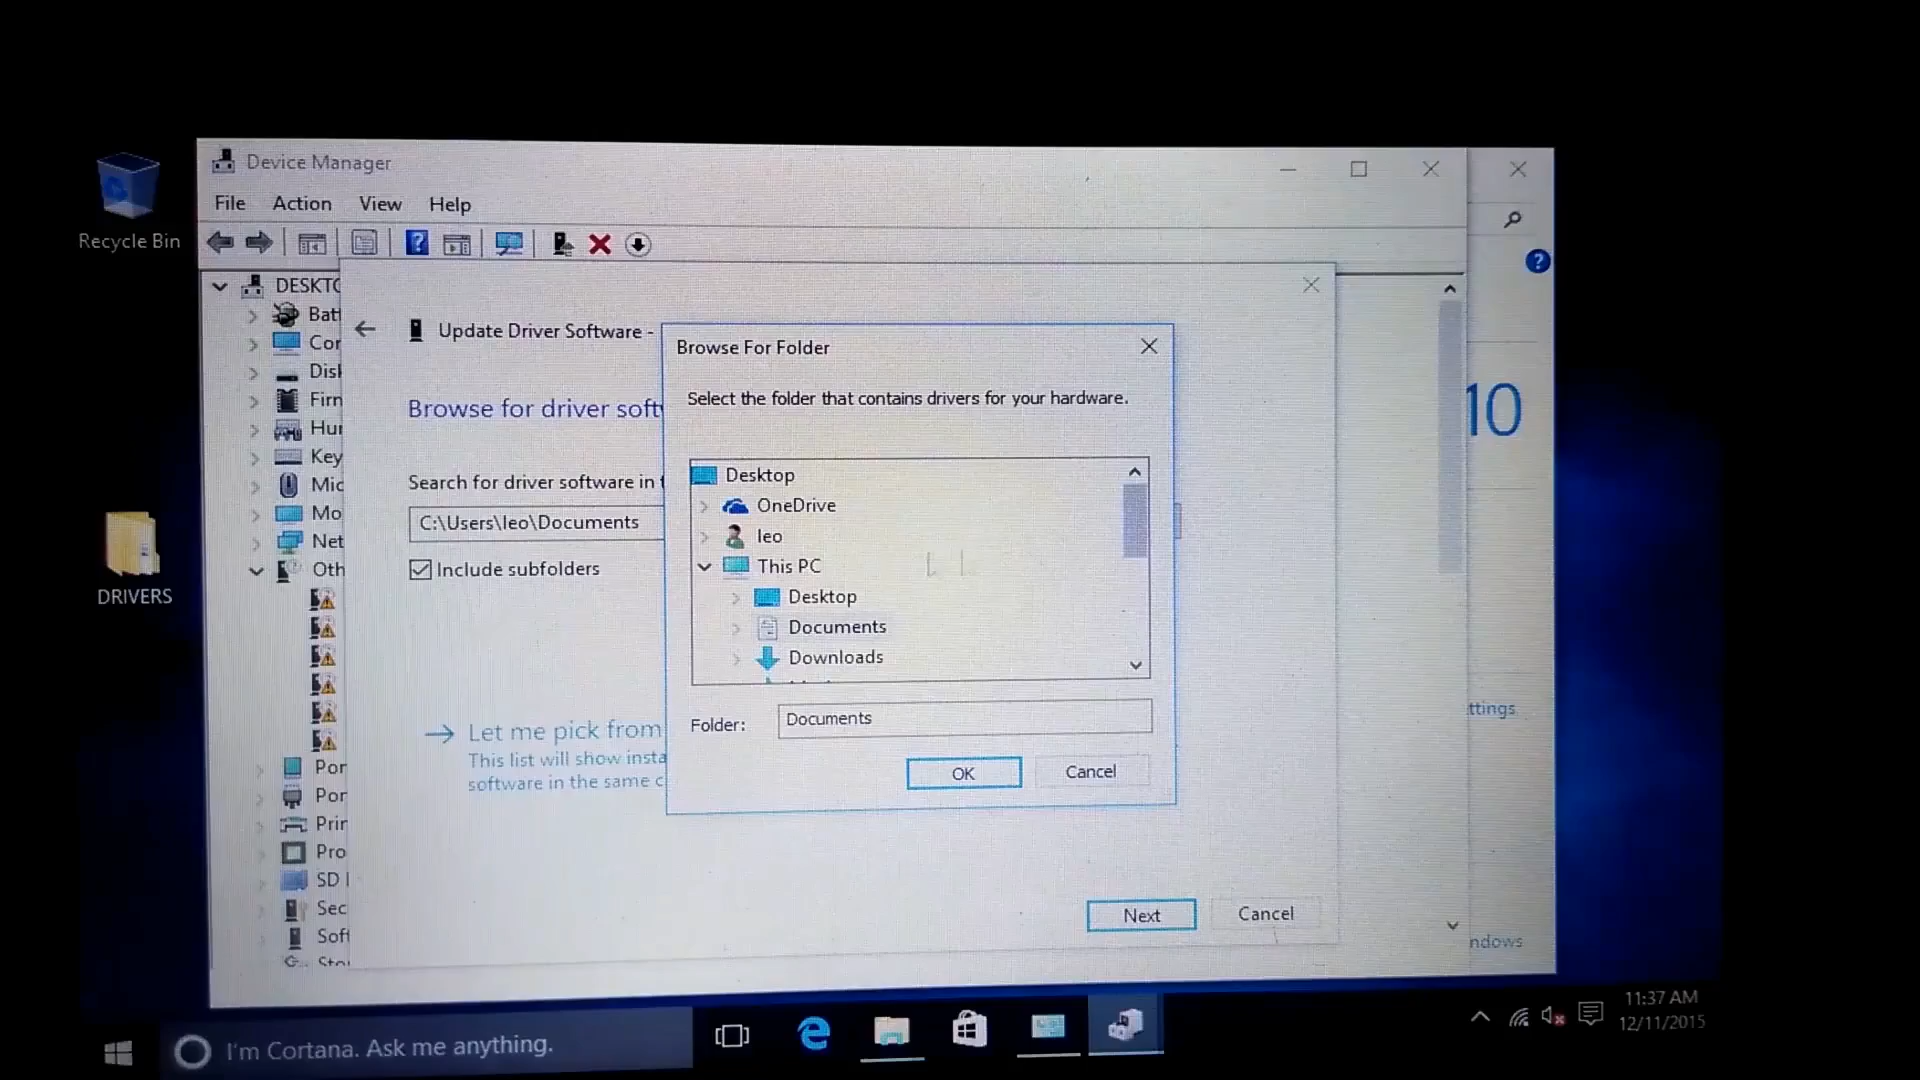 Recycle Bin
DRIVERS
Device Manager
File Action View Help
DESKTO
Batt
Cor
Disk
Firn
Hur
Key
Mic
Mo
Net
Oth
Por
Por
Prir
Pro
SD
Sec
Soft
Update Driver Software -
Browse for driver soft
Search for driver software in t
C:\Users\leo\Documents
Include subfolders
Let me pick from
This list will show insta
software in the same c
Next
Cancel
Browse For Folder
Select the folder that contains drivers for your hardware.
Desktop
OneDrive
leo
This PC
Desktop
Documents
Downloads
Folder:
Documents
OK
Cancel
10
ttings
ndows
I'm Cortana. Ask me anything.
11:37 AM
12/11/2015